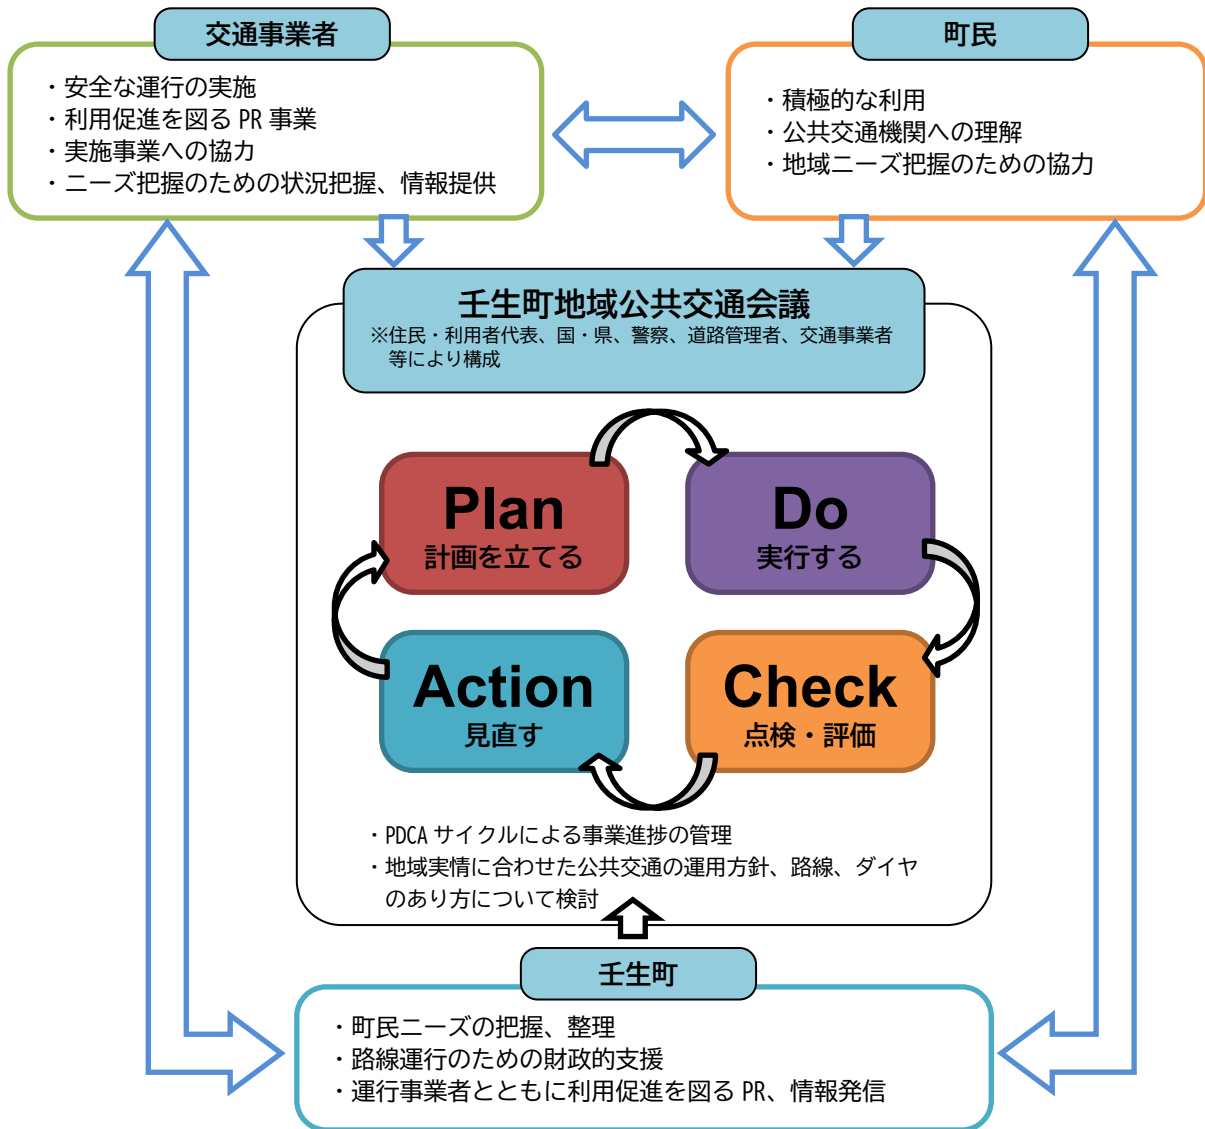 交通事業者
・安全な運行の実施
・利用促進を図る PR 事業
・実施事業への協力
・ニーズ把握のための状況把握、情報提供
町民
・積極的な利用
・公共交通機関への理解
・地域ニーズ把握のための協力
壬生町地域公共交通会議
※住民・利用者代表、国・県、警察、道路管理者、交通事業者
等により構成
Plan
計画を立てる
Do
実行する
Action
見直す
Check
点検・評価
・PDCA サイクルによる事業進捗の管理
・地域実情に合わせた公共交通の運用方針、路線、ダイヤ
のあり方について検討
壬生町
・町民ニーズの把握、整理
・路線運行のための財政的支援
・運行事業者とともに利用促進を図る PR、情報発信